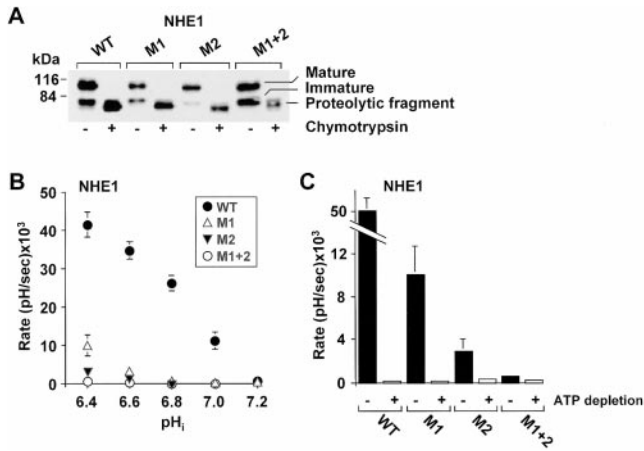 A
NHE1
WT M1 M2 M1+2
kDa
116
84
Mature
Immature
Proteolytic fragment
- + - + - + - + Chymotrypsin
B
NHE1
Rate (pH/sec)x10³
50
40
30
20
10
0
WT
M1
M2
M1+2
6.4 6.6 6.8 7.0 7.2
pHi
C
NHE1
Rate (pH/sec)x10³
50
12
8
4
0
- + - + - + - + ATP depletion
WT M1 M2 M1+2